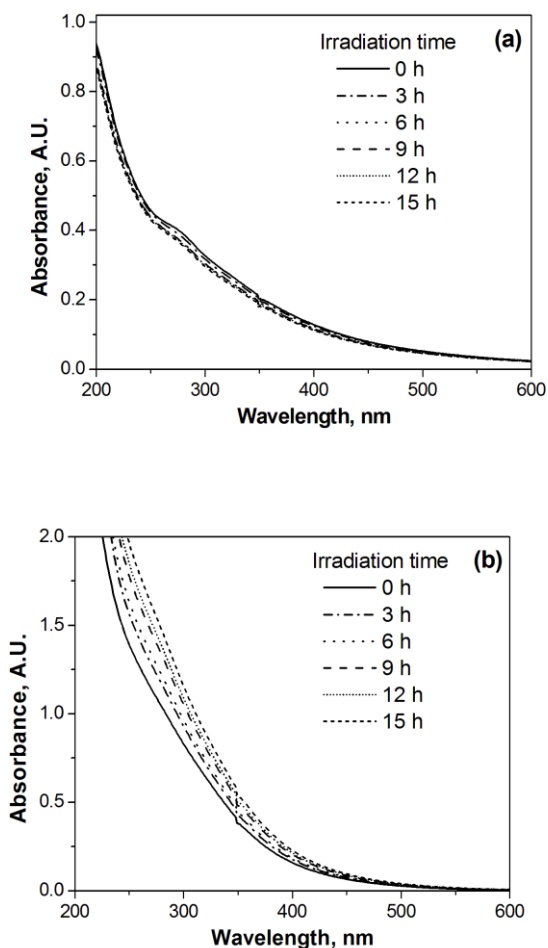 Irradiation time (a)
0 h
3 h
6 h
9 h
12 h
15 h
1.0
0.8
0.6
0.4
0.2
0.0
Absorbance, A.U.
200 300 400 500 600
Wavelength, nm
Irradiation time (b)
0 h
3 h
6 h
9 h
12 h
15 h
2.0
1.5
1.0
0.5
0.0
Absorbance, A.U.
200 300 400 500 600
Wavelength, nm